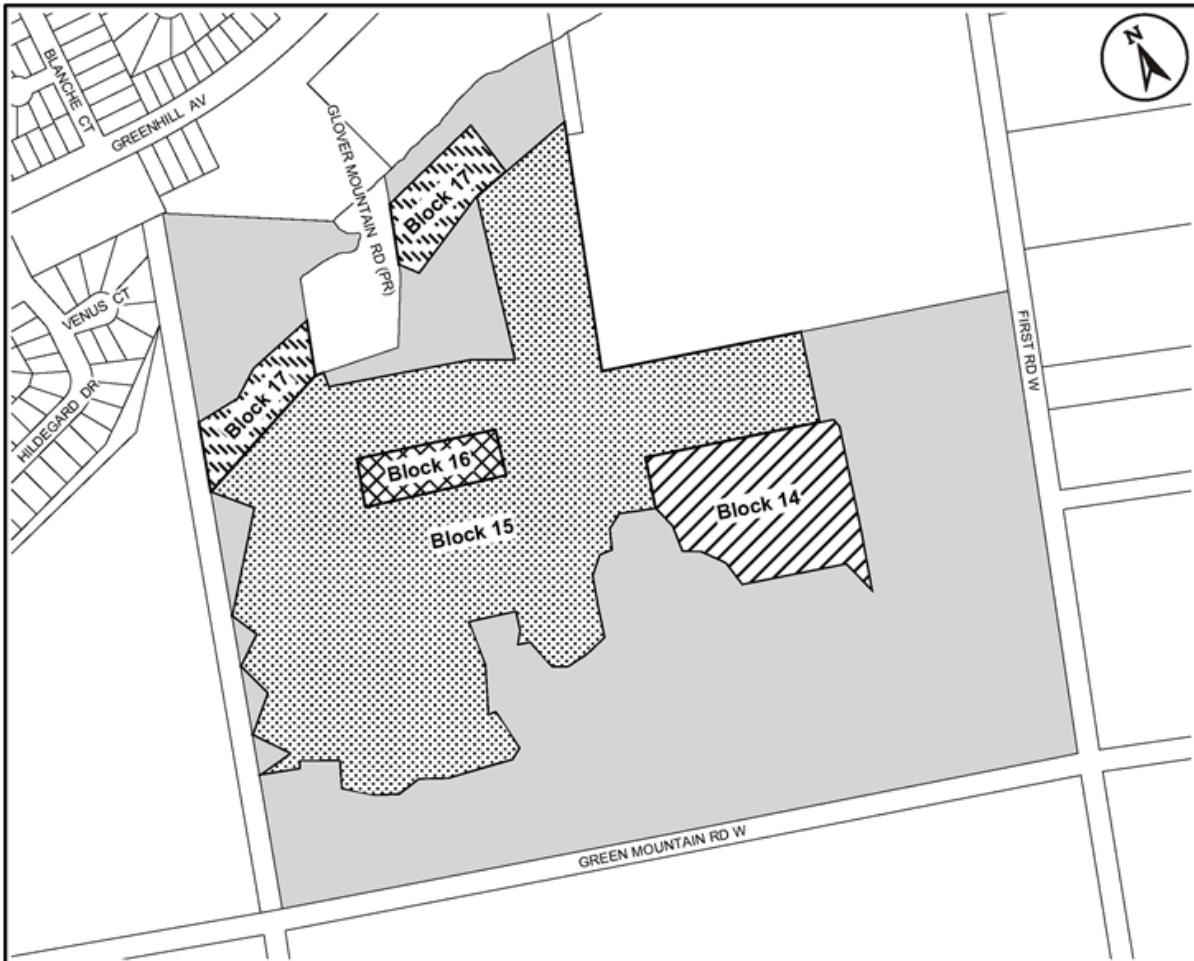 N
BLANCHE CT
GREENHILL AV
GLOVER MOUNTAIN RD (PR)
Block 17
VENUS CT
HILDEGARD DR
Block 17
FIRST RD W
Block 16
Block 14
Block 15
GREEN MOUNTAIN RD W